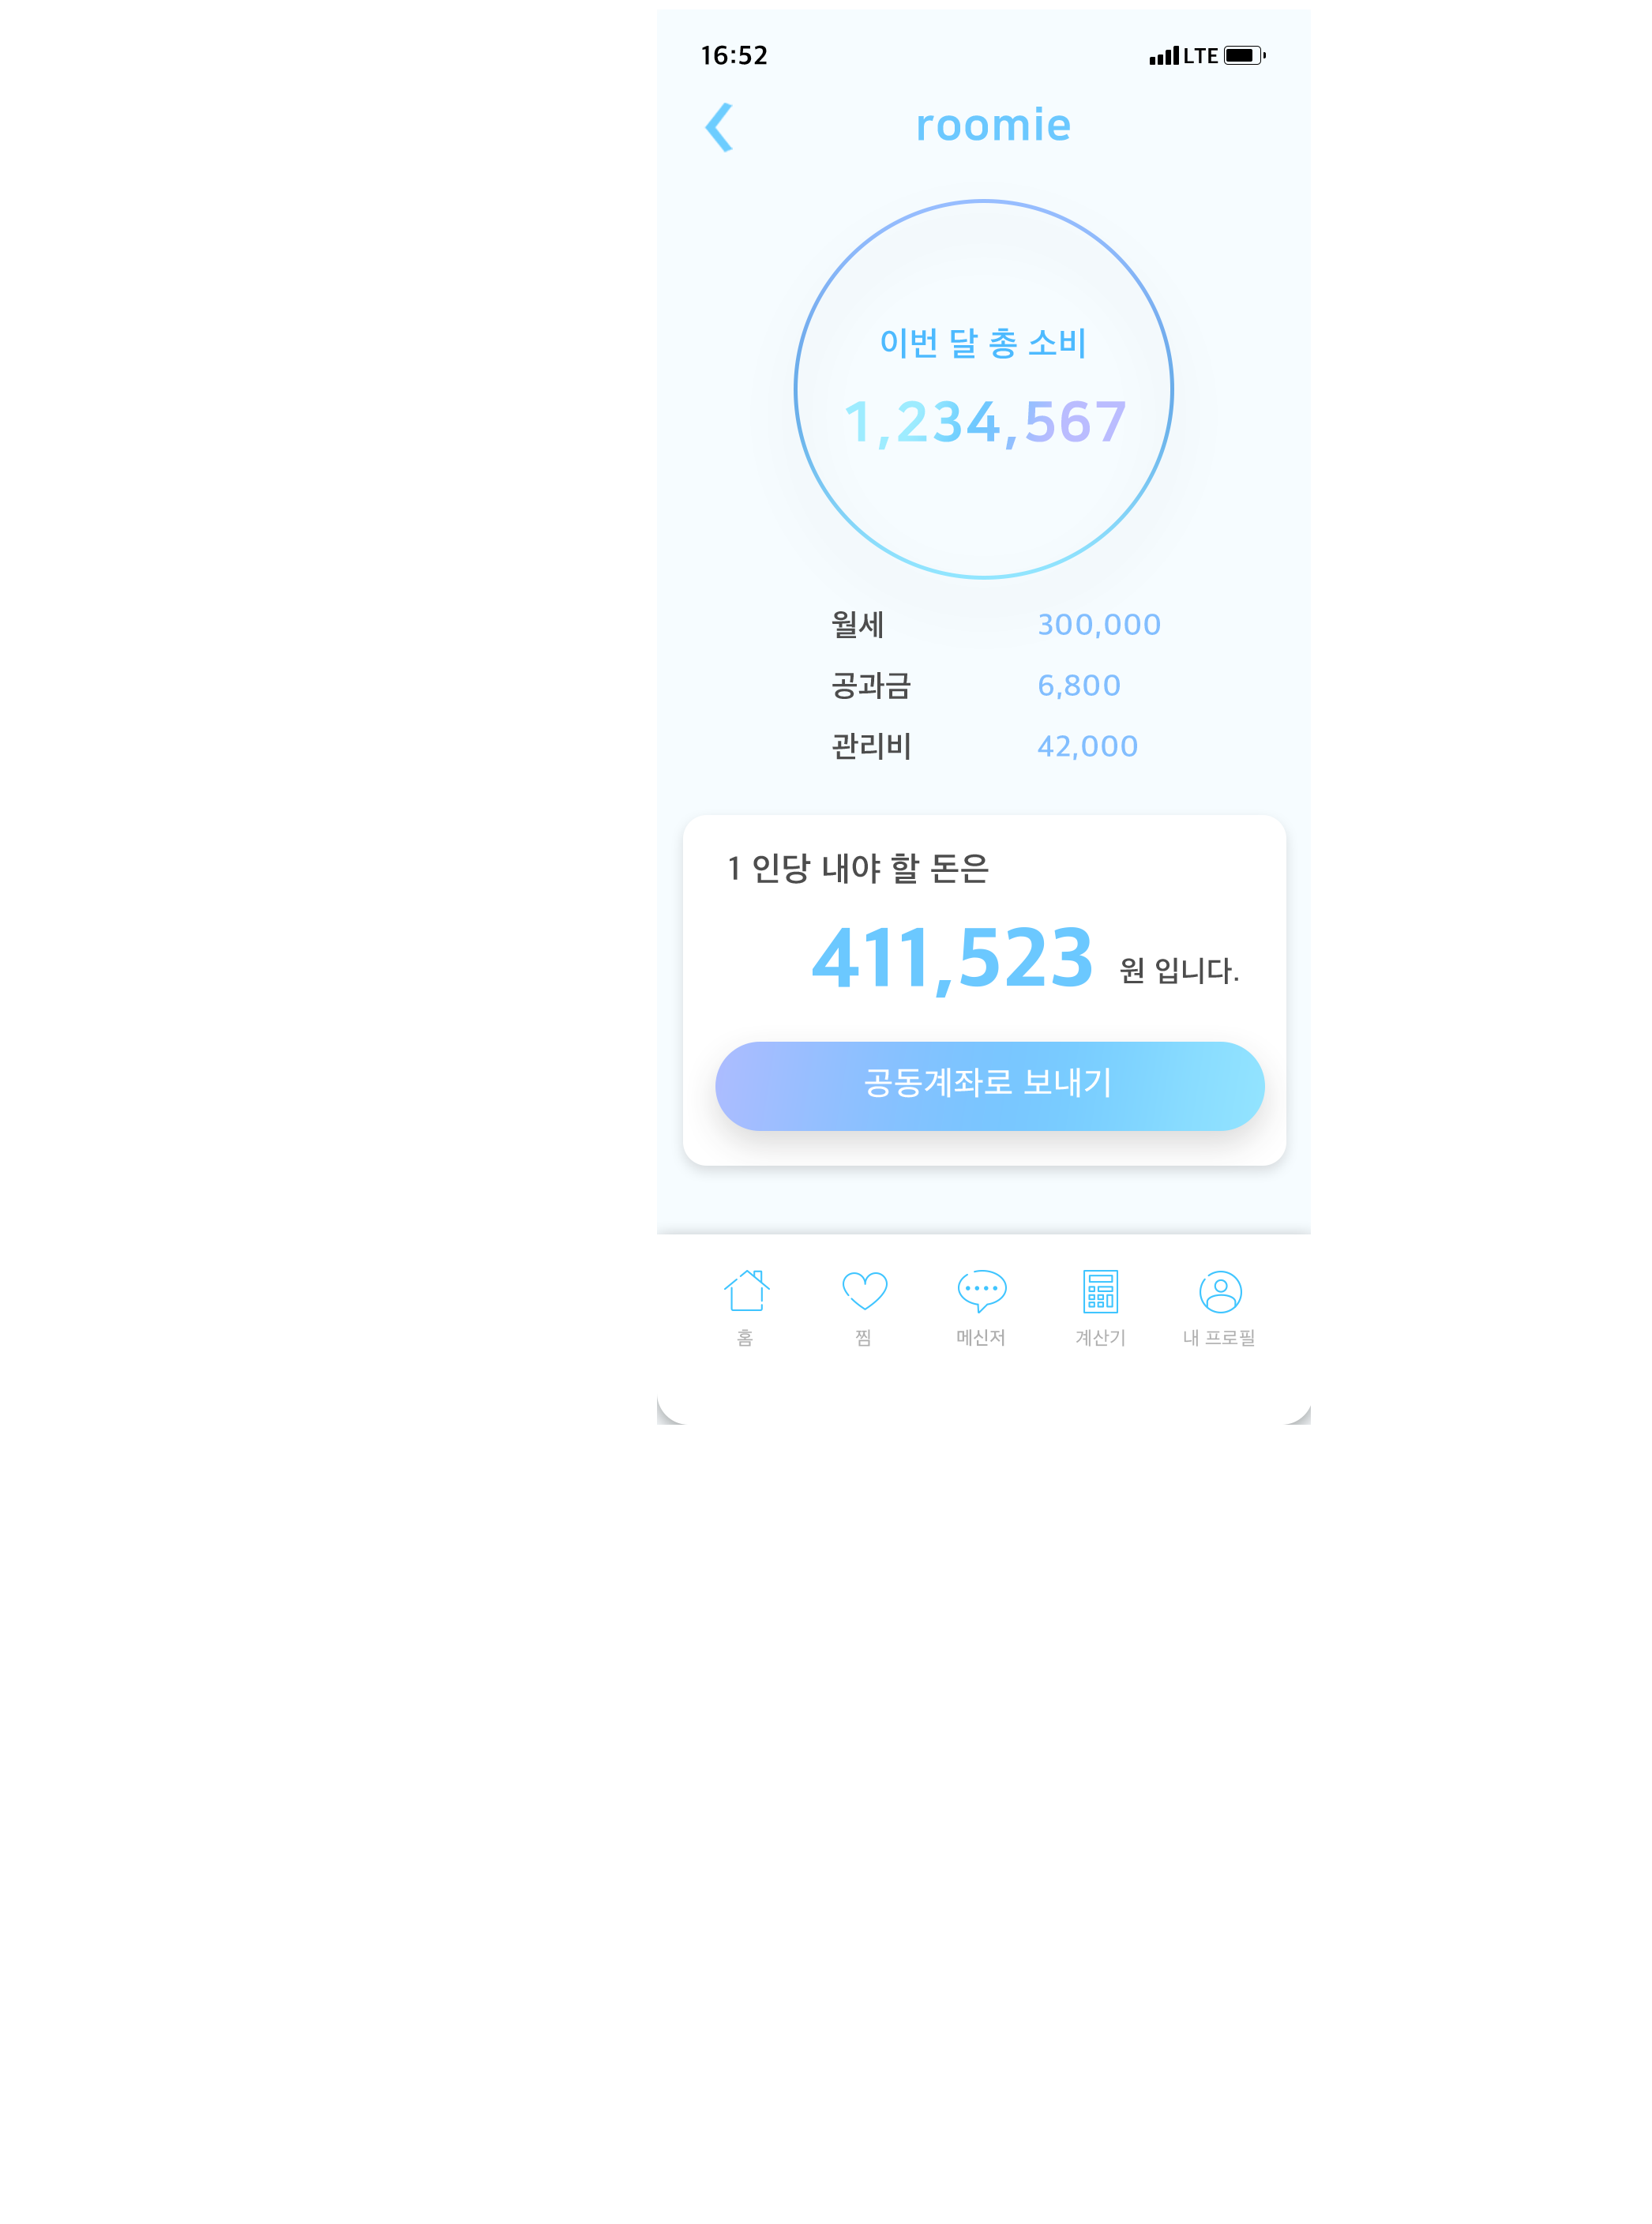 16:52 LTE
roomie
이번 달 총 소비
1,234,567
월세 300,000
공과금 6,800
관리비 42,000
1 인당 내야 할 돈은
411,523 원 입니다.
공동계좌로 보내기
홈 찜 메신저 계산기 내 프로필